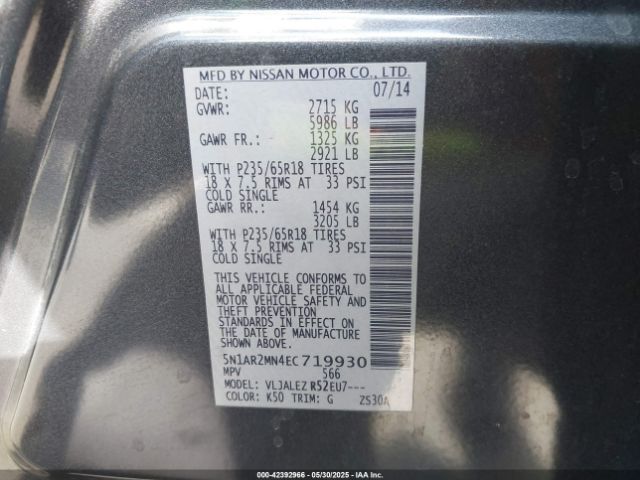 MFD BY NISSAN MOTOR CO., LTD.
DATE: 07/14
GVWR: 2715 KG
5986 LB
GAWR FR.: 1325 KG
2921 LB
WITH P235/65R18 TIRES
18 X 7.5 RIMS AT 33 PSI
COLD SINGLE
GAWR RR.: 1454 KG
3205 LB
WITH P235/65R18 TIRES
18 X 7.5 RIMS AT 33 PSI
COLD SINGLE
THIS VEHICLE CONFORMS TO
ALL APPLICABLE FEDERAL
MOTOR VEHICLE SAFETY AND
THEFT PREVENTION
STANDARDS IN EFFECT ON
THE DATE OF MANUFACTURE
SHOWN ABOVE.
5N1AR2MN4EC719930
MPV 566
MODEL: VLJALEZ R52EU7---
COLOR: K50 TRIM: G ZS30A
000-42392966 - 05/30/2025 - IAA Inc.